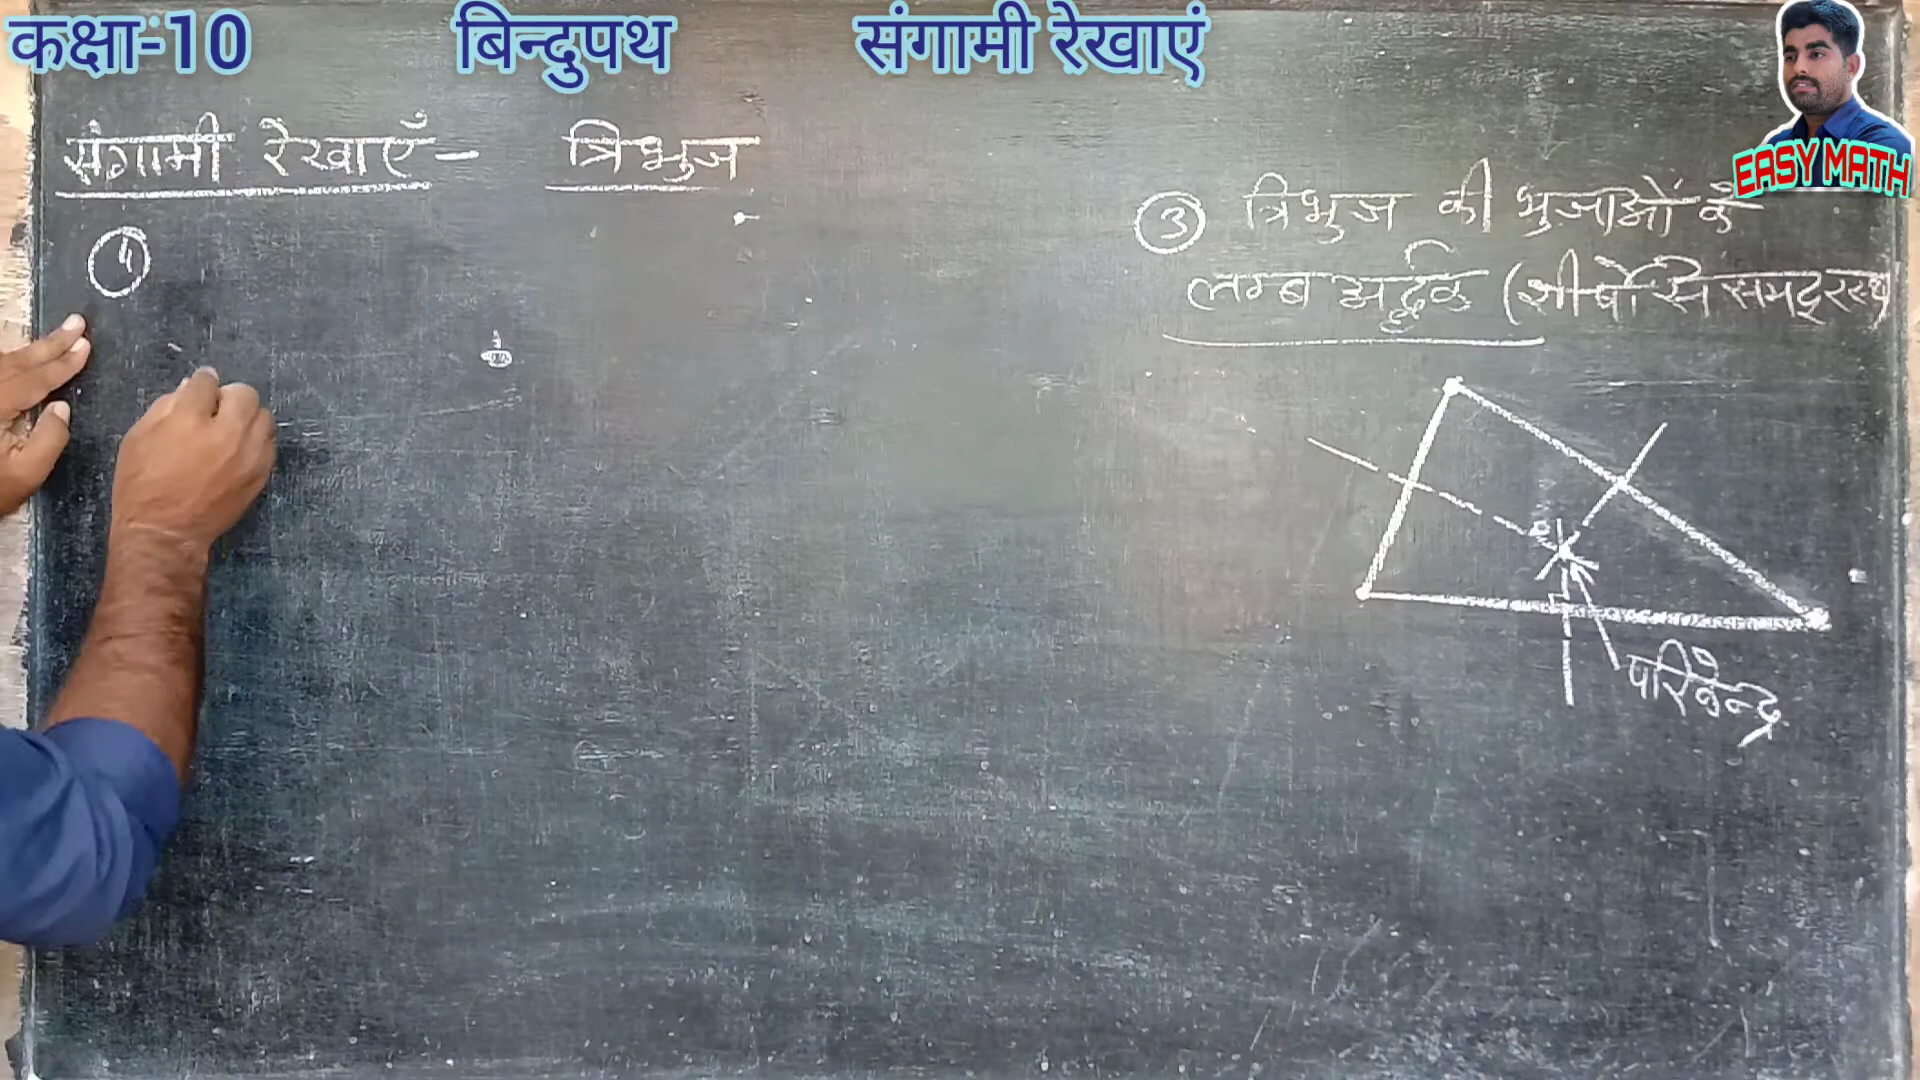 कक्षा-10 बिन्दुपथ संगामी रेखाएं
EASY MATH
संगामी रेखाएँ- त्रिभुज
③ त्रिभुज की भुजाओं के
लम्ब अर्द्धक (शीर्षो से समदूरस्थ)
④
परिकेन्द्र